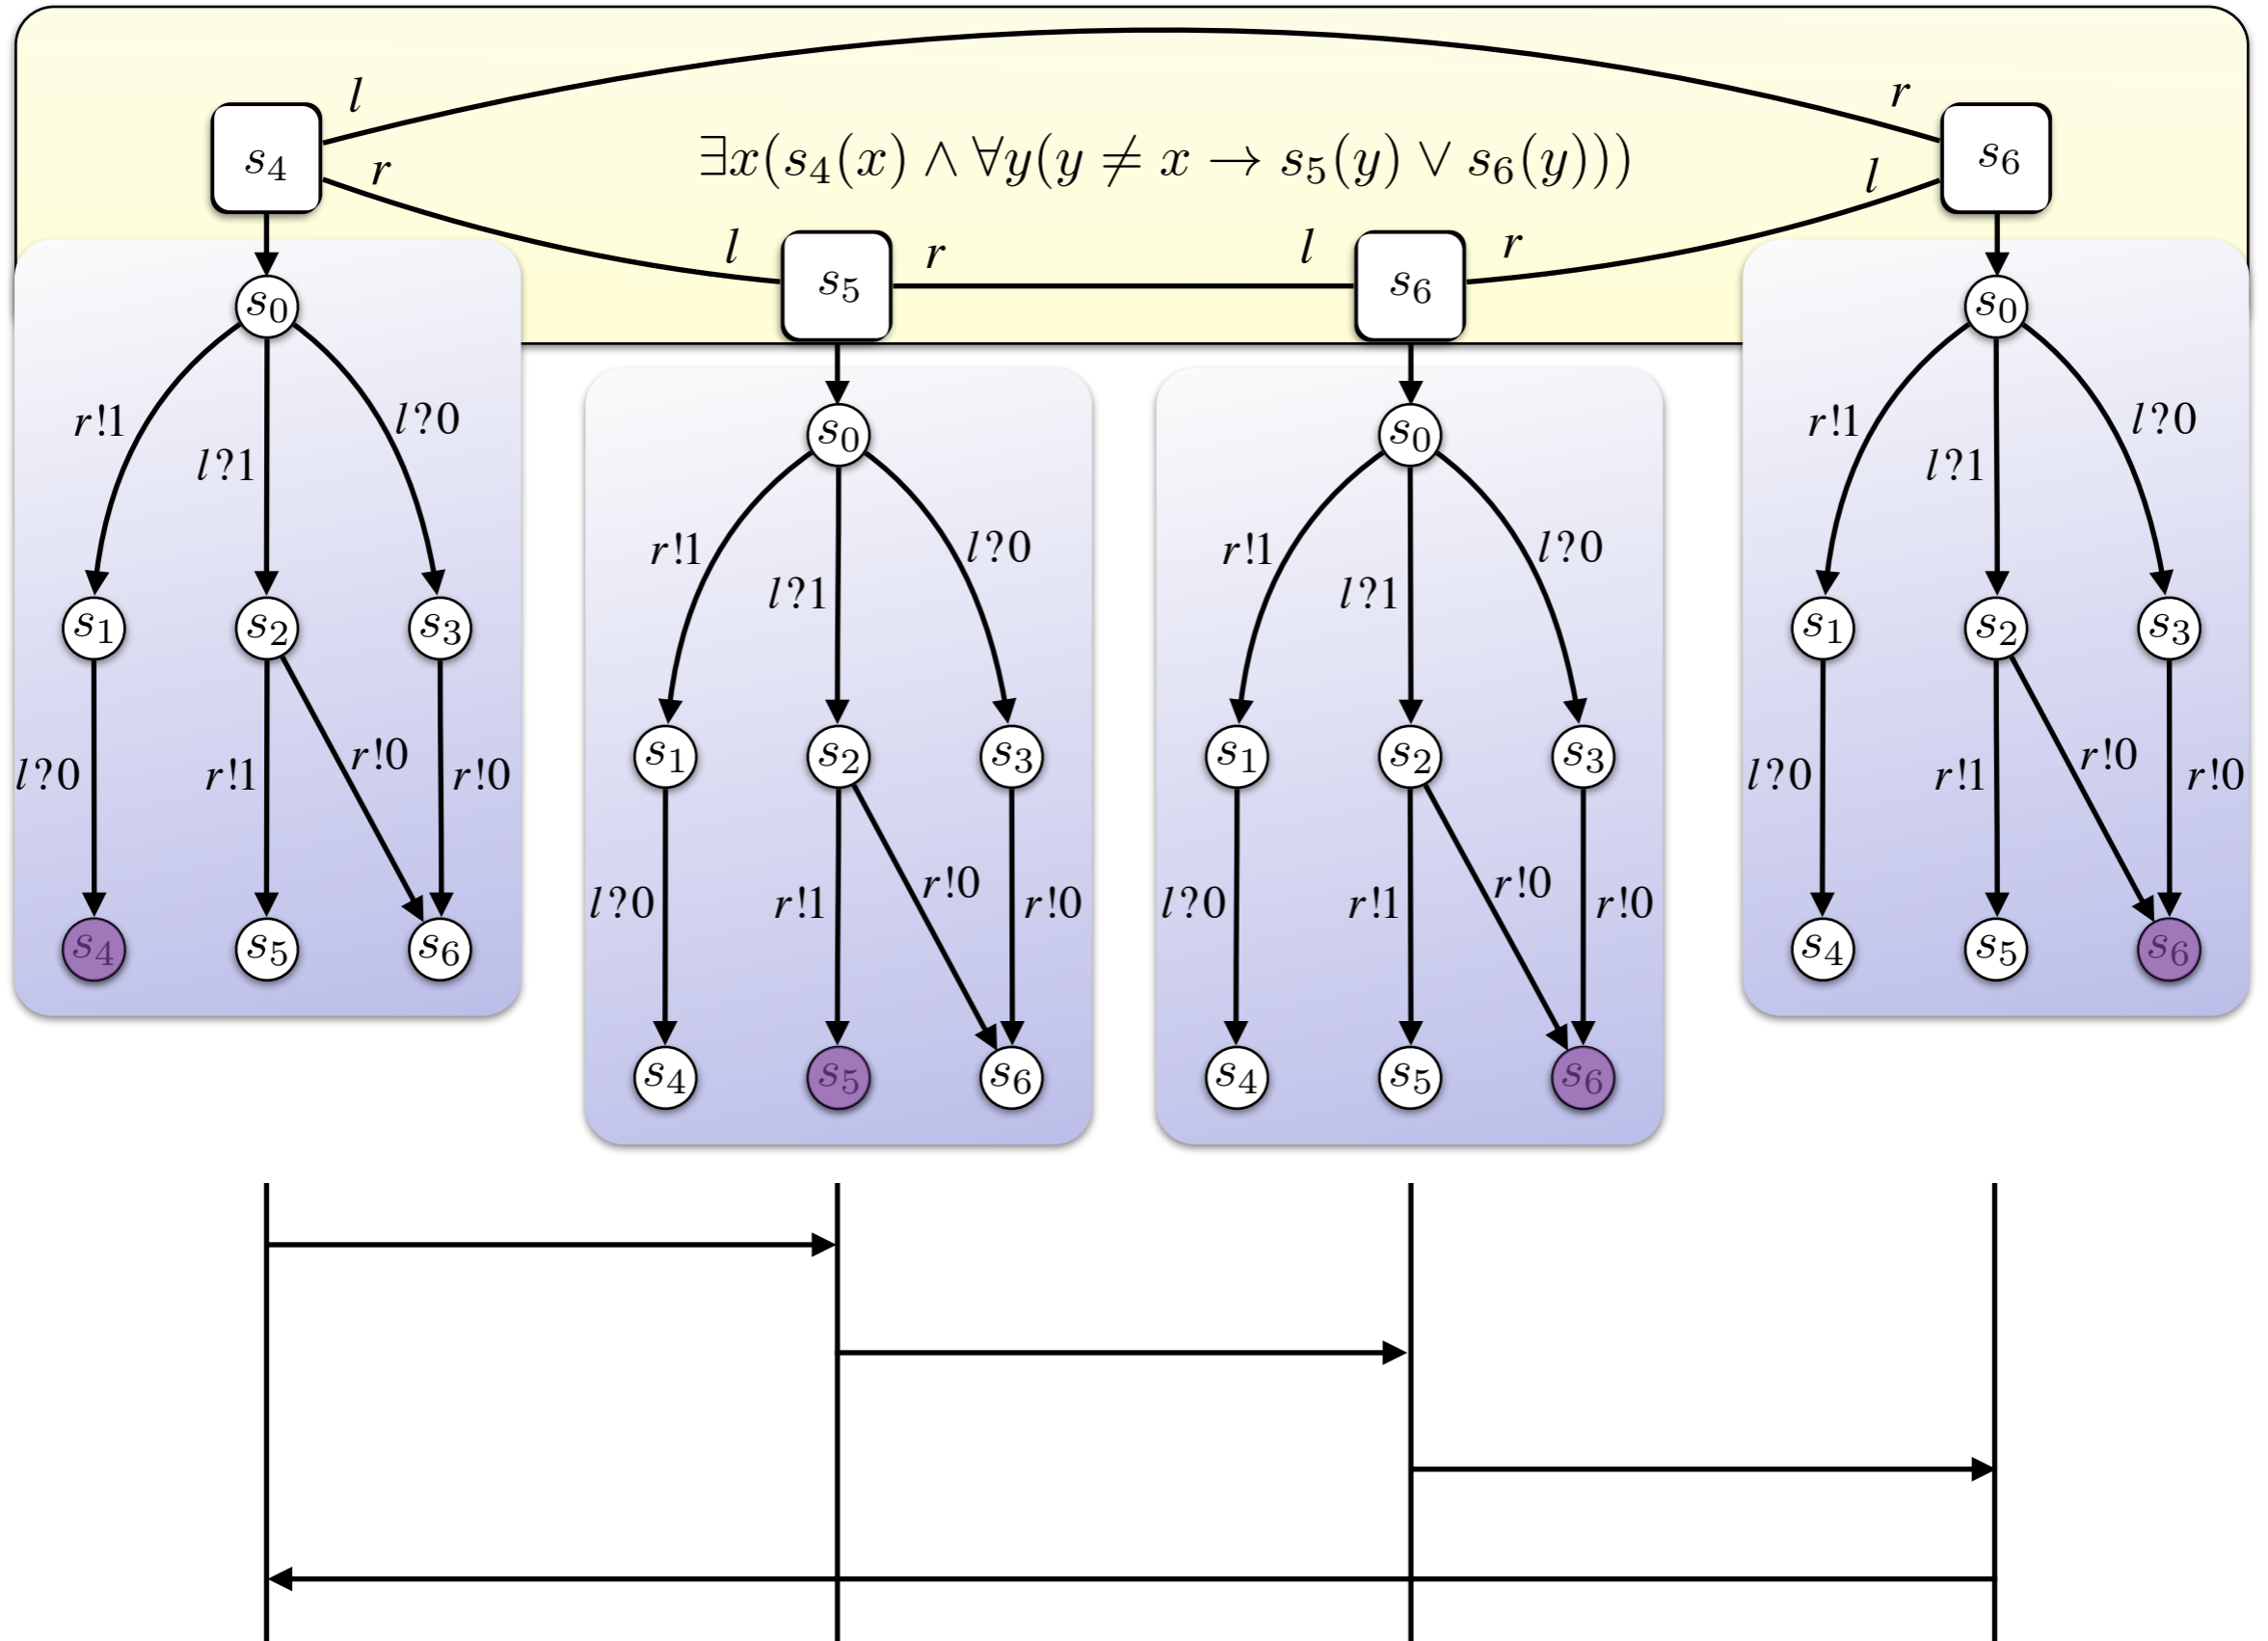 l r
s4 r ∃x(s4(x) ∧ ∀y(y ≠ x → s5(y) ∨ s6(y))) l s6
l s5 r l s6 r
s0 s0
r!1 l?1 l?0 r!1 l?1 l?0
s0 s0
r!1 l?1 l?0 r!1 l?1 l?0
s1 s2 s3 s1 s2 s3
l?0 r!1 r!0 r!0 l?0 r!1 r!0 r!0
s1 s2 s3 s1 s2 s3
l?0 r!1 r!0 r!0 l?0 r!1 r!0 r!0
s4 s5 s6 s4 s5 s6
s4 s5 s6 s4 s5 s6